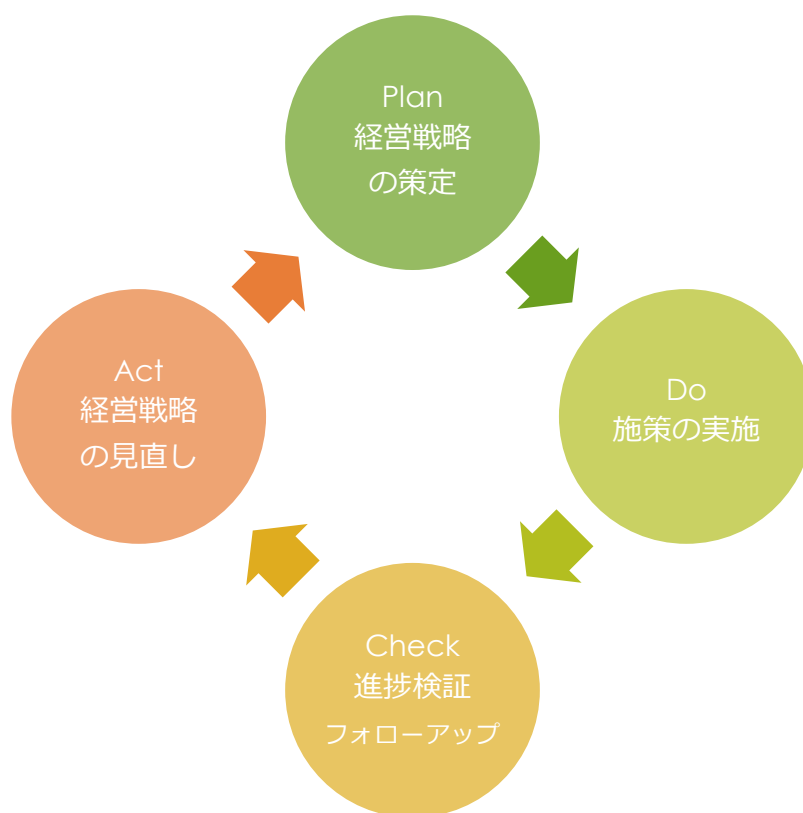 Plan
経営戦略
の策定
Do
施策の実施
Check
進捗検証
フォローアップ
Act
経営戦略
の見直し